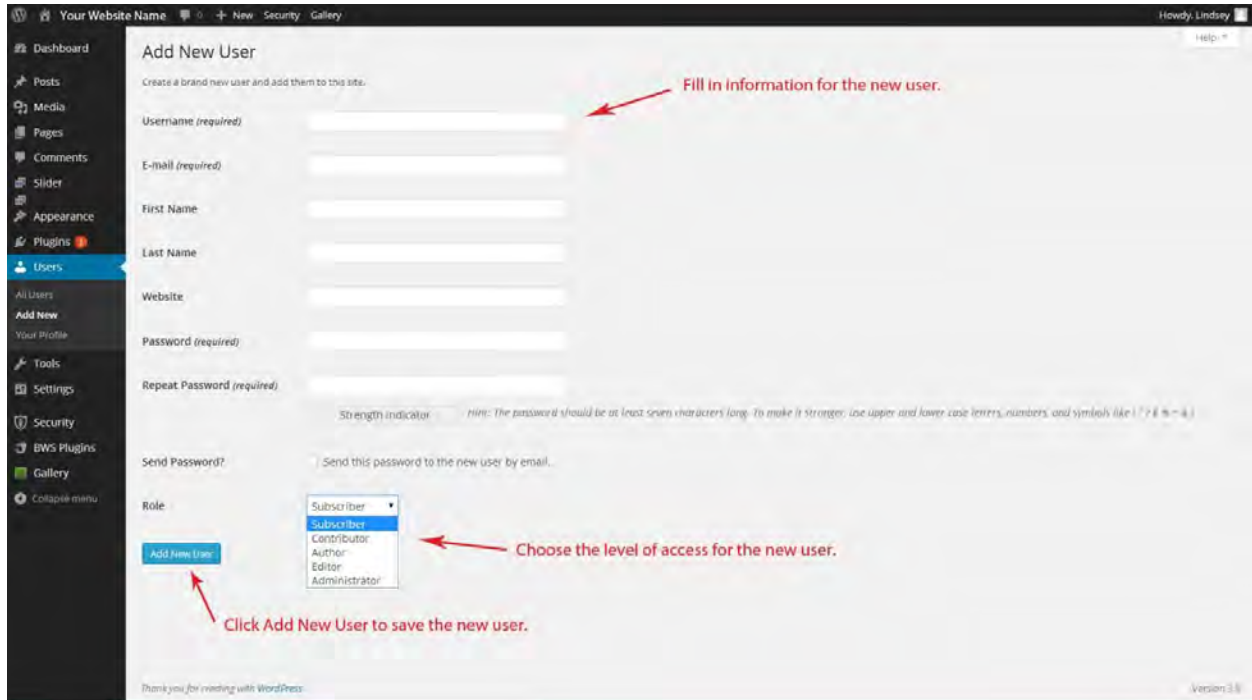 Your Website Name 0 + New Security Gallery
Howdy, Lindsey
Help
Dashboard
Posts
Media
Pages
Comments
Slider
Appearance
Plugins
Users
All Users
Add New
Your Profile
Tools
Settings
Security
BWS Plugins
Gallery
Collapse menu
Add New User
Create a brand new user and add them to this site.
Fill in information for the new user.
Username (required)
E-mail (required)
First Name
Last Name
Website
Password (required)
Repeat Password (required)
Strength indicator
Hint: The password should be at least seven characters long. To make it stronger, use upper and lower case letters, numbers, and symbols like
Send Password?
Send this password to the new user by email.
Role
Subscriber
Subscriber
Contributor
Author
Editor
Administrator
Choose the level of access for the new user.
Add New User
Click Add New User to save the new user.
Thank you for creating with WordPress
Version